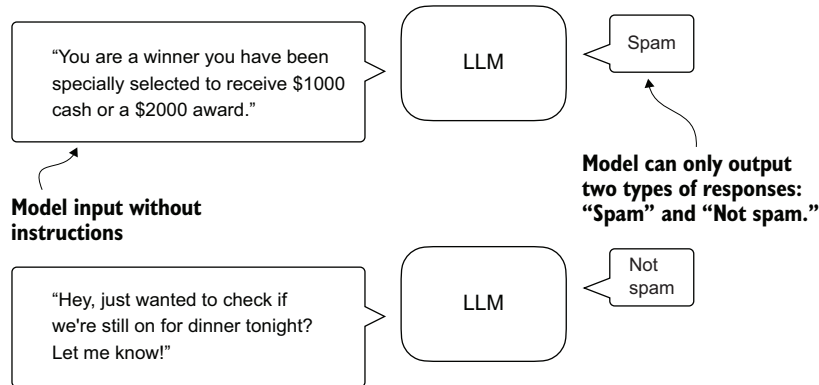 “You are a winner you have been
specially selected to receive $1000
cash or a $2000 award.”
LLM
Spam
Model input without
instructions
Model can only output
two types of responses:
“Spam” and “Not spam.”
“Hey, just wanted to check if
we're still on for dinner tonight?
Let me know!”
LLM
Not
spam